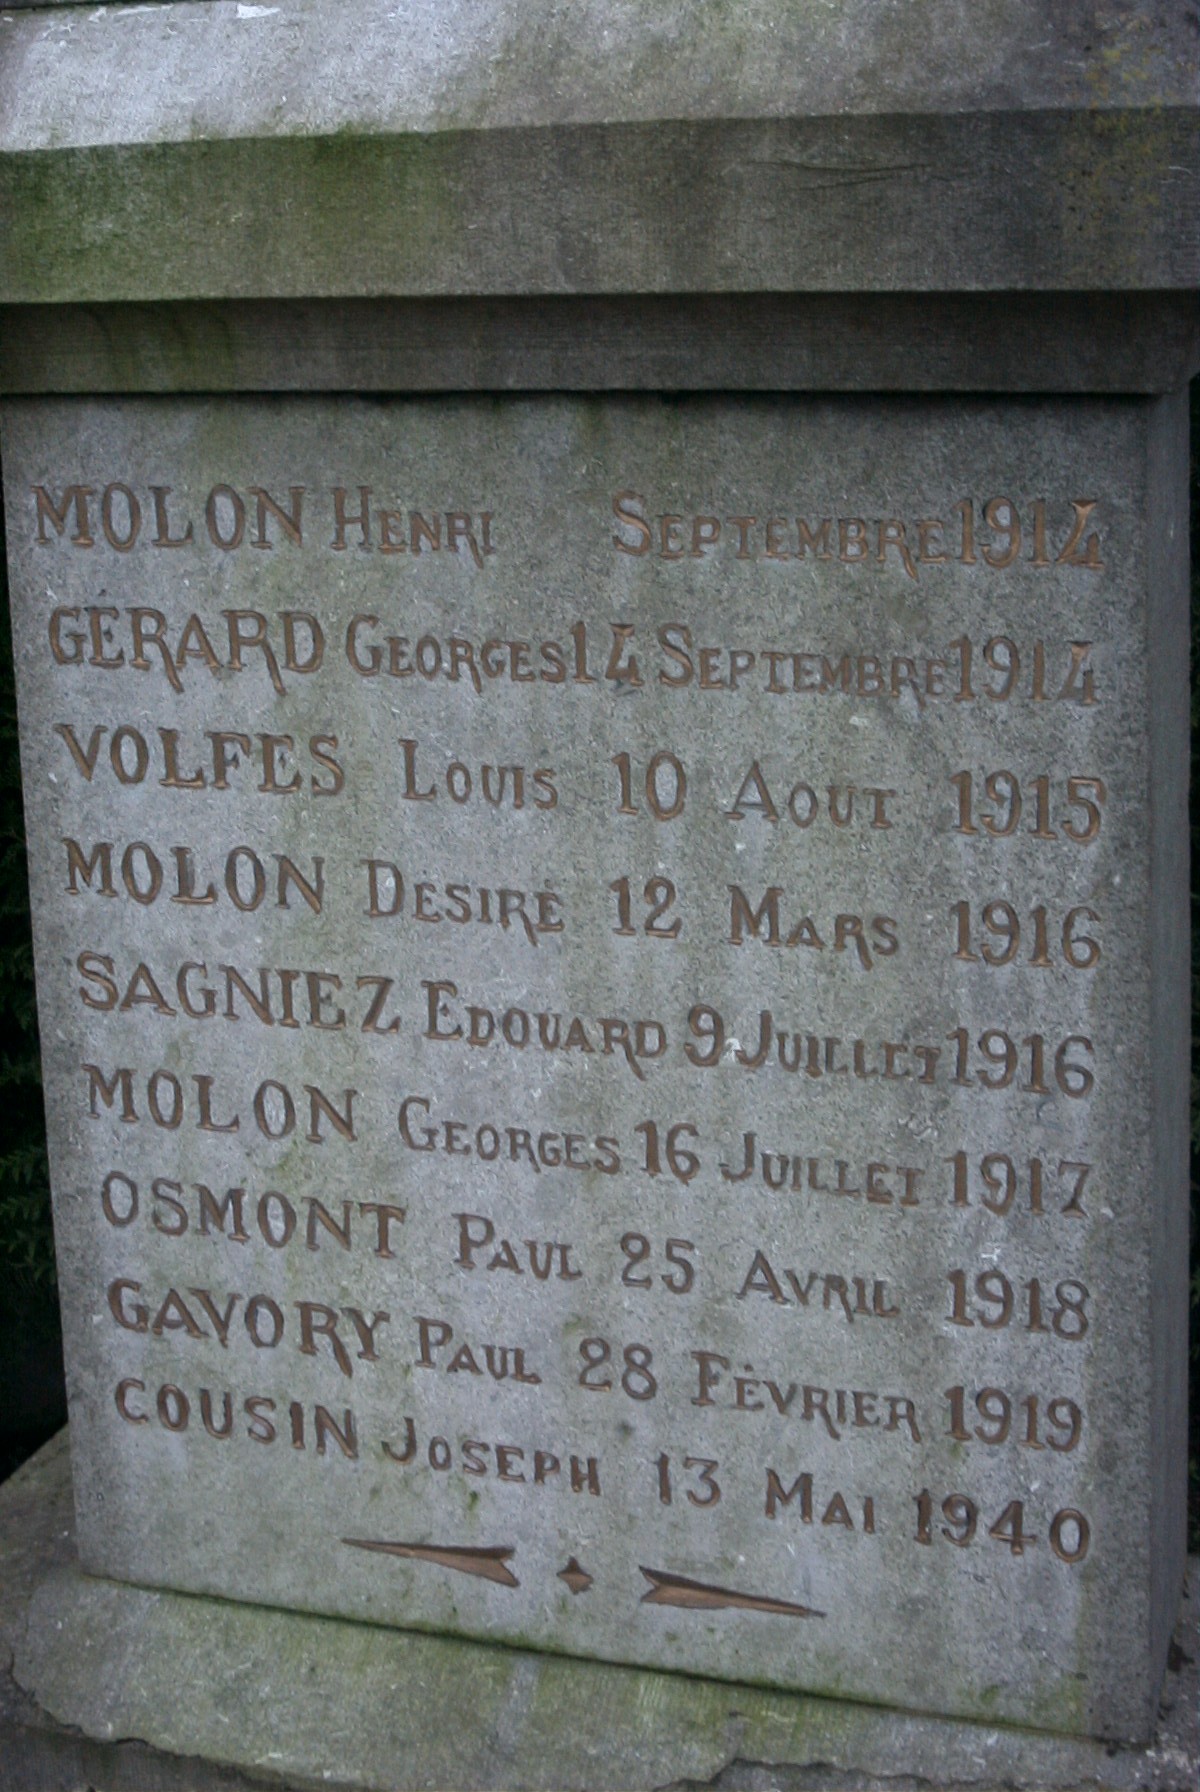 MOLON HENRI SEPTEMBRE 1914
GERARD GEORGES 14 SEPTEMBRE 1914
VOLFES LOUIS 10 AOUT 1915
MOLON DÉSIRÉ 12 MARS 1916
SAGNIEZ EDOUARD 9 JUILLET 1916
MOLON GEORGES 16 JUILLET 1917
OSMONT PAUL 25 AVRIL 1918
GAVORY PAUL 28 FÉVRIER 1919
COUSIN JOSEPH 13 MAI 1940